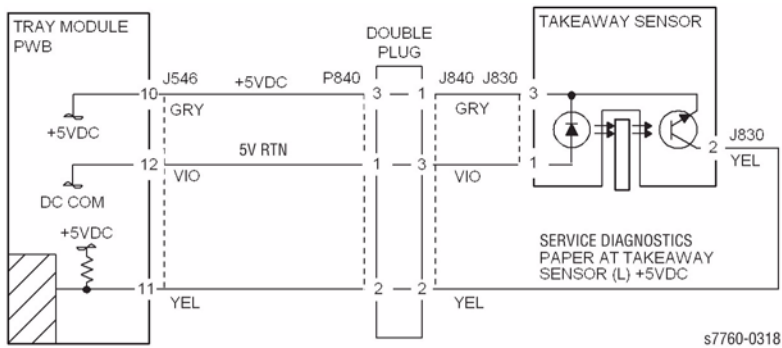 TRAY MODULE
PWB
DOUBLE
PLUG
TAKEAWAY SENSOR
J546 +5VDC P840 J840 J830
10 3 1 3
GRY GRY
+5VDC
2 J830
YEL
5V RTN
12 1 3 1
VIO VIO
DC COM
+5VDC
SERVICE DIAGNOSTICS
PAPER AT TAKEAWAY
SENSOR (L) +5VDC
11 2 2
YEL YEL
s7760-0318